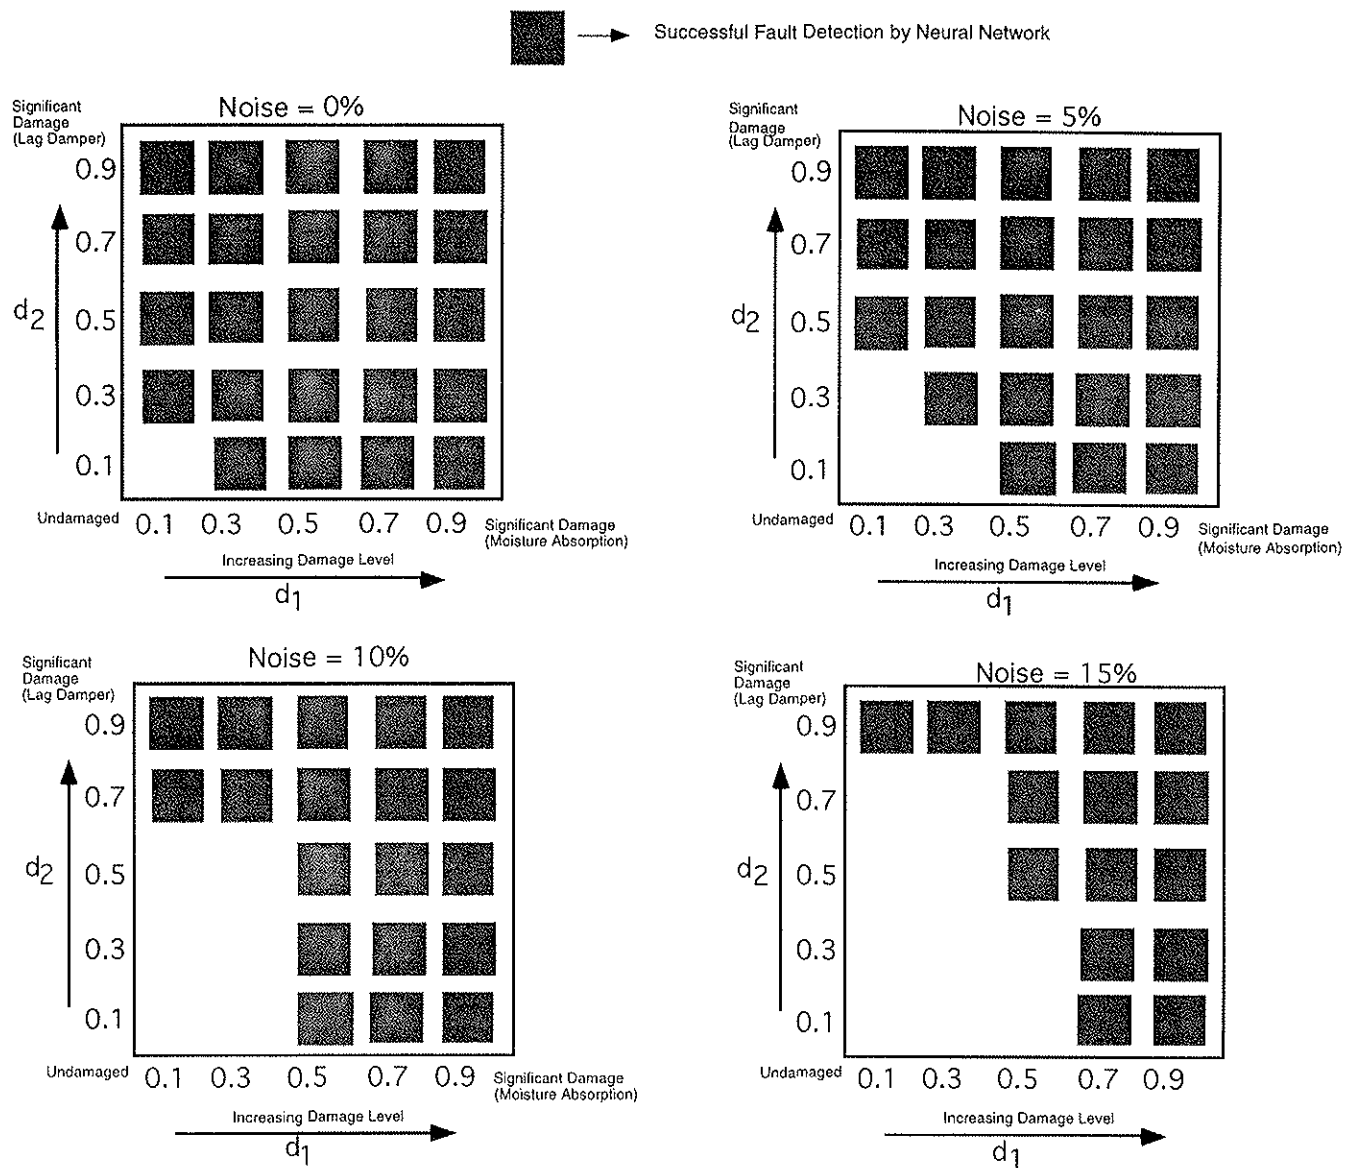 Successful Fault Detection by Neural Network
Noise = 0%
Significant
Damage
(Lag Damper)
0.9
0.7
d2
0.5
0.3
0.1
Undamaged
0.1 0.3 0.5 0.7 0.9
Significant Damage
(Moisture Absorption)
Increasing Damage Level
d1
Noise = 5%
Significant
Damage
(Lag Damper)
0.9
0.7
d2
0.5
0.3
0.1
Undamaged
0.1 0.3 0.5 0.7 0.9
Significant Damage
(Moisture Absorption)
Increasing Damage Level
d1
Noise = 10%
Significant
Damage
(Lag Damper)
0.9
0.7
d2
0.5
0.3
0.1
Undamaged
0.1 0.3 0.5 0.7 0.9
Significant Damage
(Moisture Absorption)
Increasing Damage Level
d1
Noise = 15%
Significant
Damage
(Lag Damper)
0.9
0.7
d2
0.5
0.3
0.1
Undamaged
0.1 0.3 0.5 0.7 0.9
Increasing Damage Level
d1